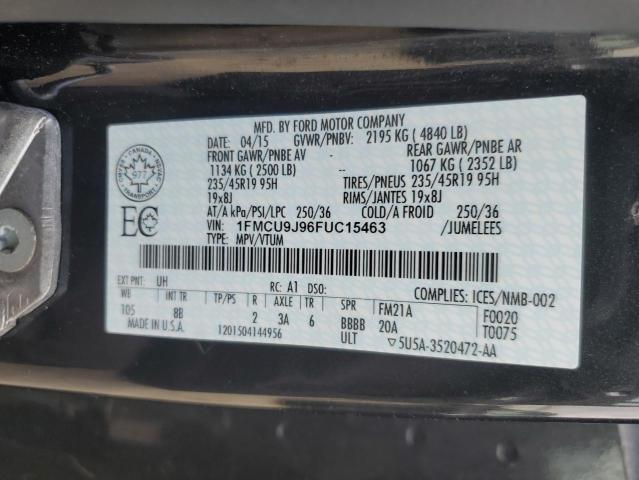 MFD. BY FORD MOTOR COMPANY
DATE: 04/15 GVWR/PNBV: 2195 KG ( 4840 LB)
FRONT GAWR/PNBE AV REAR GAWR/PNBE AR
1134 KG ( 2500 LB) 1067 KG ( 2352 LB)
235/45R19 95H TIRES/PNEUS 235/45R19 95H
19x8J RIMS/JANTES 19x8J
AT/A kPa/PSI/LPC 250/36 COLD/A FROID 250/36
VIN: 1FMCU9J96FUC15463 /JUMELEES
TYPE: MPV/VTUM
CANADA
977
TRANSPORT
EC
EXT PNT: UH RC: A1 DSO: COMPLIES: ICES/NMB-002
WB INT TR TP/PS R AXLE TR SPR FM21A F0020
105 8B 2 3A 6 BBBB 20A T0075
MADE IN U.S.A. 1201504144956 ULT ▽5U5A-3520472-AA